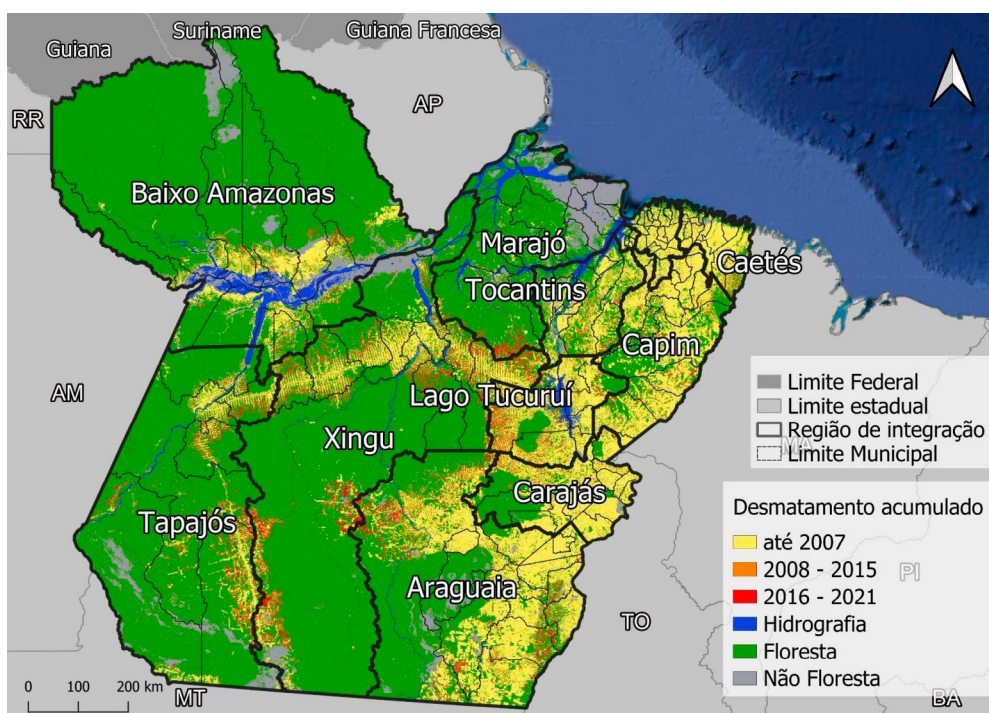 Guiana
Suriname
Guiana Francesa
RR
AP
Baixo Amazonas
Marajó
Caetés
Tocantins
Capim
AM
Lago Tucuruí
Xingu
Carajás
Tapajós
Araguaia
MA
PI
TO
MT
BA
Limite Federal
Limite estadual
Região de integração
Limite Municipal
Desmatamento acumulado
até 2007
2008 - 2015
2016 - 2021
Hidrografia
Floresta
Não Floresta
0 100 200 km